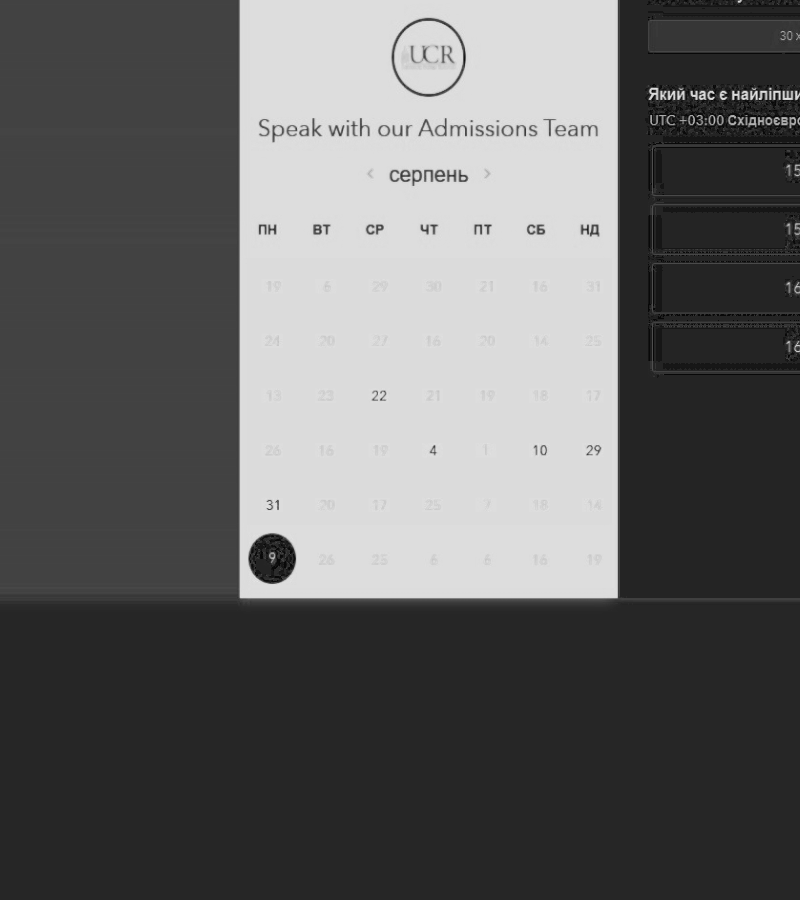 UCR
Speak with our Admissions Team
‹ серпень ›
ПН ВТ СР ЧТ ПТ СБ НД
19 6 29 30 21 16 31
24 20 27 16 20 14 25
13 23 22 21 19 18 17
26 16 19 4 1 10 29
31 20 17 25 18 14
9 26 25 6 6 16 19
30 х
Який час є найліпши
UTC +03:00 Східноєвро
15
15
16
16